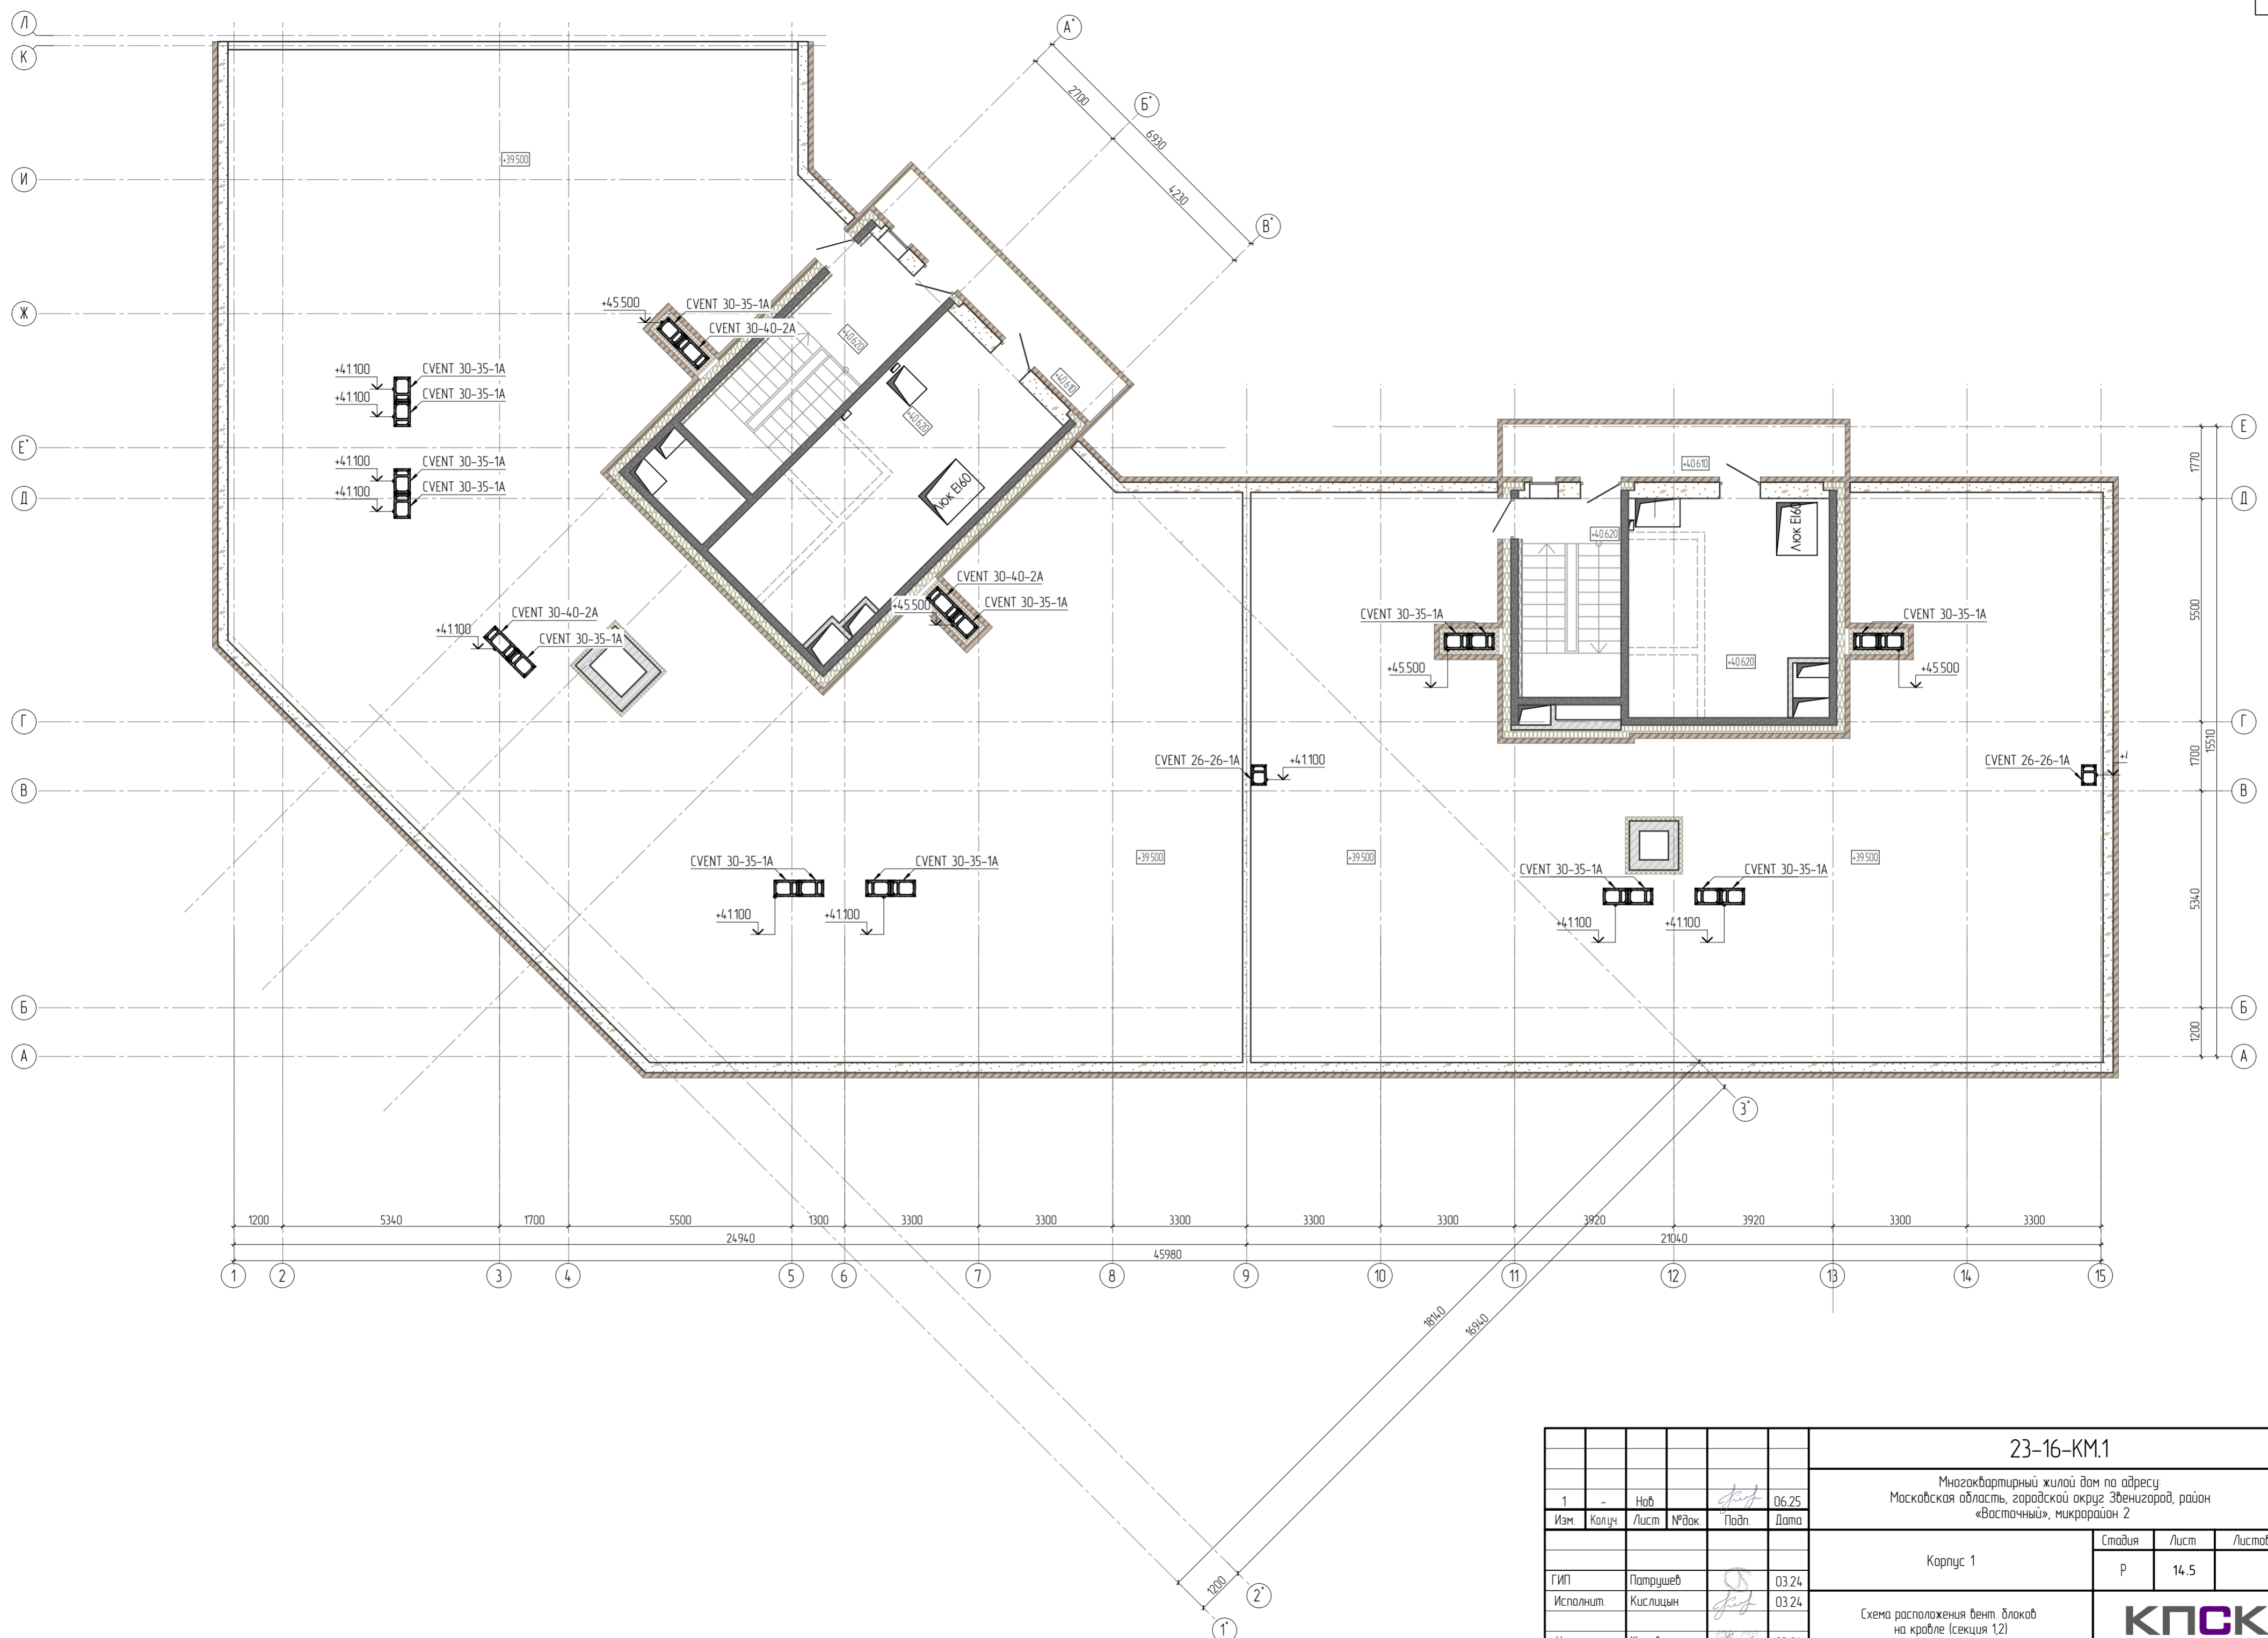 Л
К
И
Ж
Е*
Д
Г
В
Б
А
А*
Б*
В*
2700
6930
4230
+39.500
+45.500
CVENT 30-35-1А
CVENT 30-40-2А
+40.620
+41.100
CVENT 30-35-1А
+41.100
CVENT 30-35-1А
+40.610
+40.620
+41.100
CVENT 30-35-1А
+41.100
CVENT 30-35-1А
Люк EI60
CVENT 30-40-2А
+45.500
CVENT 30-35-1А
CVENT 30-40-2А
+41.100
CVENT 30-35-1А
+40.610
+40.620
Люк EI60
CVENT 30-35-1А
+45.500
+40.620
CVENT 30-35-1А
+45.500
CVENT 26-26-1А
+41.100
CVENT 26-26-1А
CVENT 30-35-1А
CVENT 30-35-1А
+39.500
+39.500
+39.500
+41.100
+41.100
CVENT 30-35-1А
CVENT 30-35-1А
+41.100
+41.100
Е
Д
Г
В
Б
А
1770
5500
1700
15510
5340
1200
3*
1200
5340
1700
5500
1300
3300
3300
3300
3300
3300
3920
3920
3300
3300
24940
21040
45980
1
2
3
4
5
6
7
8
9
10
11
12
13
14
15
18140
16940
1200
2*
1*
23-16-КМ.1
Многоквартирный жилой дом по адресу:
Московская область, городской округ Звенигород, район
«Восточный», микрорайон 2
1 - Нов 06.25
Изм. Кол.уч. Лист №док. Подп. Дата
Корпус 1
Стадия Лист Листов
Р 14.5
ГИП Патрушев 03.24
Исполнит. Кислицын 03.24
Схема расположения вент. блоков
на кровле (секция 1,2)
КПСК